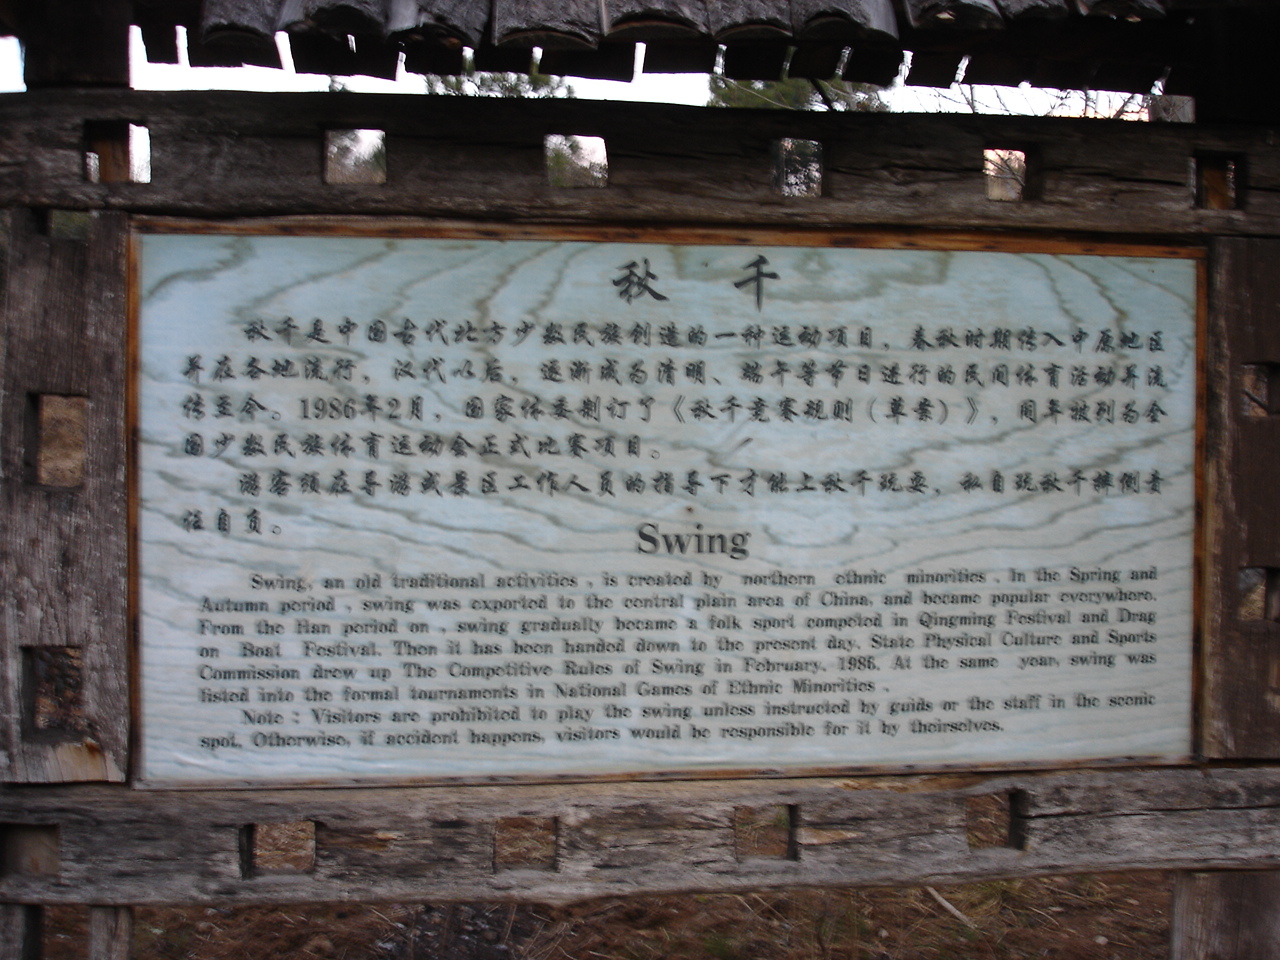 秋 千
秋千是中国古代北方少数民族创造的一种运动项目，春秋时期传入中原地区
并在各地流行，汉代以后，逐渐成为清明、端午等节日进行的民间体育活动并流
传至今。1986年2月，国家体委制订了《秋千竞赛规则（草案）》，同年被列为全
国少数民族体育运动会正式比赛项目。
游客须在导游或景区工作人员的指导下才能上秋千玩耍，私自玩秋千摔倒责
任自负。
Swing
Swing, an old traditional activities , is created by northern ethnic minorities . In the Spring and
Autumn period , swing was exported to the central plain area of China, and became popular everywhere.
From the Han period on , swing gradually became a folk sport competed in Qingming Festival and Drag
on Boat Festival. Then it has been handed down to the present day. State Physical Culture and Sports
Commission drew up The Competitive Rules of Swing in February, 1986. At the same year, swing was
listed into the formal tournaments in National Games of Ethnic Minorities .
Note : Visitors are prohibited to play the swing unless instructed by guids or the staff in the scenic
spot. Otherwise, if accident happens, visitors would be responsible for it by theirselves.